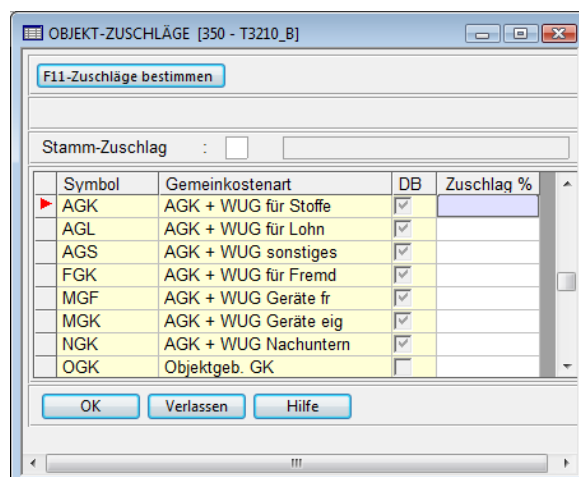 OBJEKT-ZUSCHLÄGE [350 - T3210_B]
F11-Zuschläge bestimmen
Stamm-Zuschlag :
Symbol Gemeinkostenart DB Zuschlag %
AGK AGK + WUG für Stoffe
AGL AGK + WUG für Lohn
AGS AGK + WUG sonstiges
FGK AGK + WUG für Fremd
MGF AGK + WUG Geräte fr
MGK AGK + WUG Geräte eig
NGK AGK + WUG Nachuntern
OGK Objektgeb. GK
OK Verlassen Hilfe